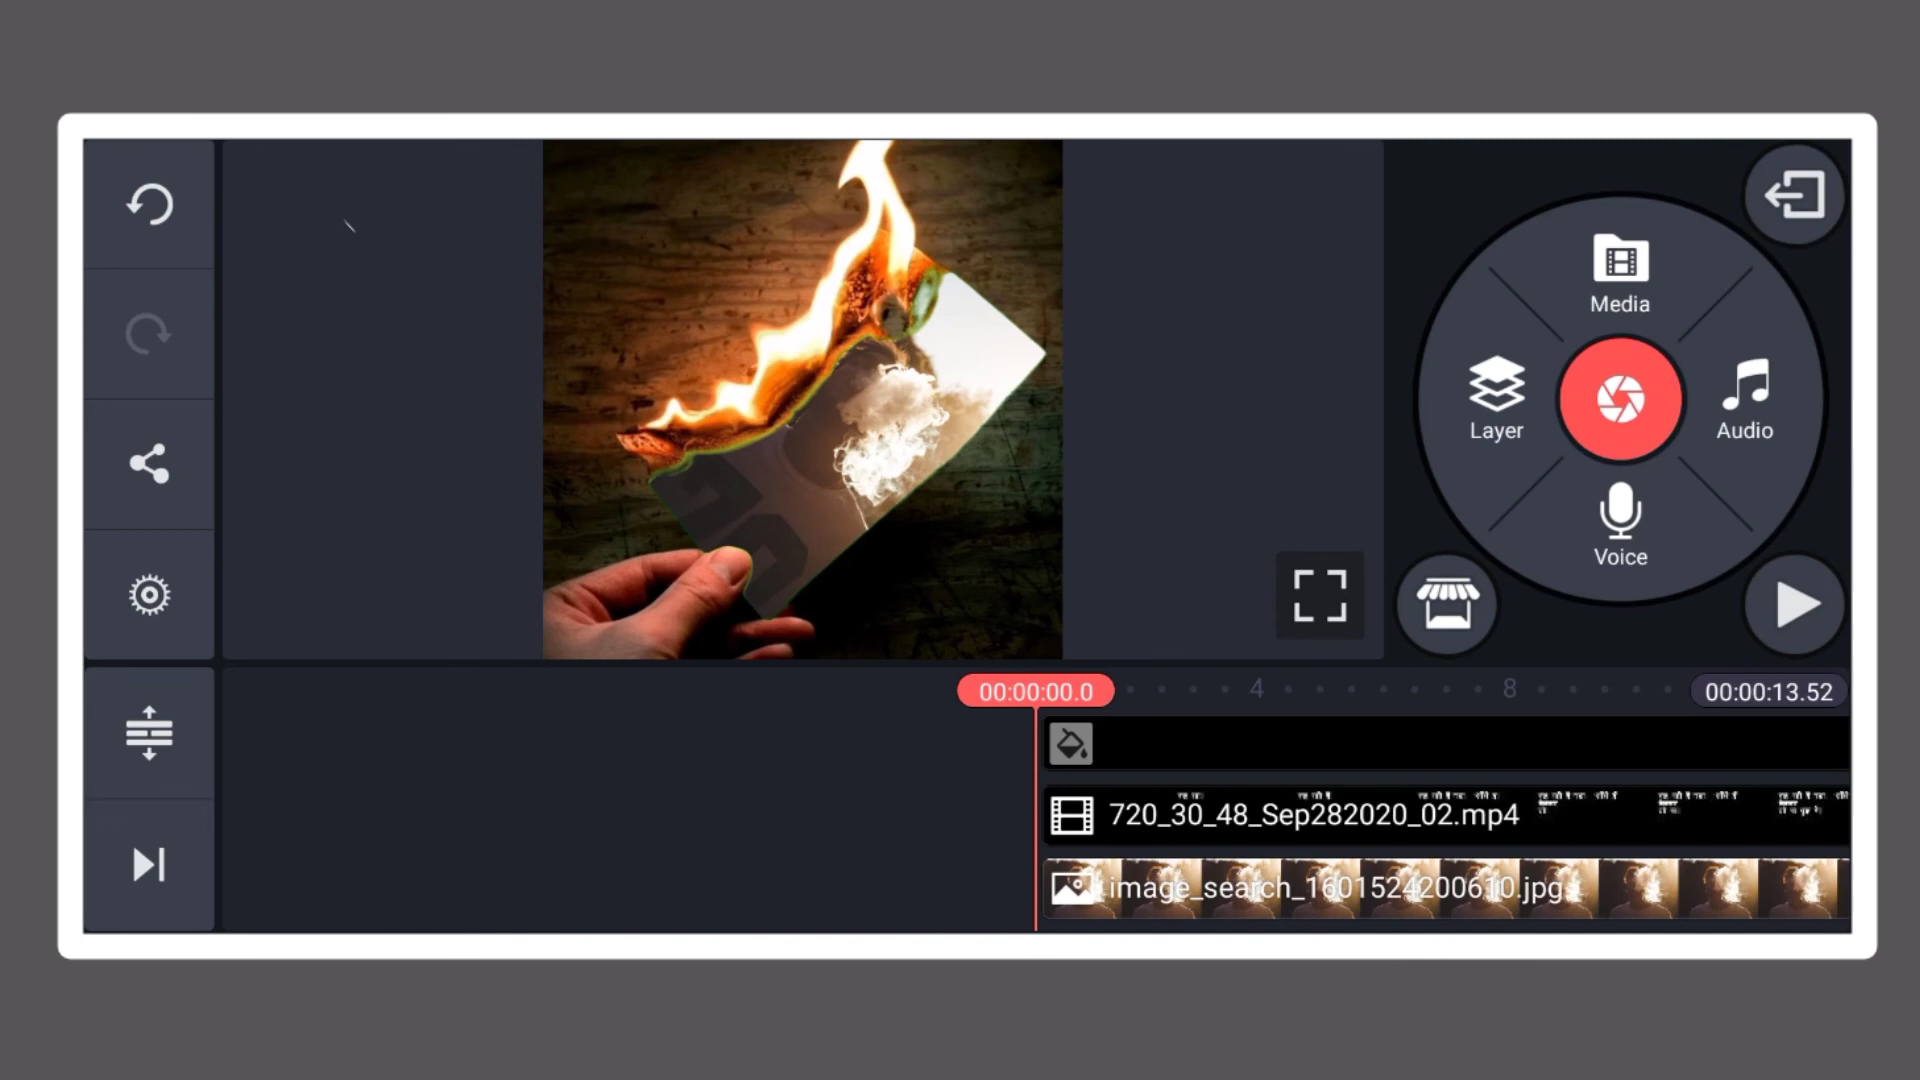 Media
Layer
Audio
Voice
00:00:00.0
4
8
00:00:13.52
720_30_48_Sep282020_02.mp4
image_search_1601524200610.jpg